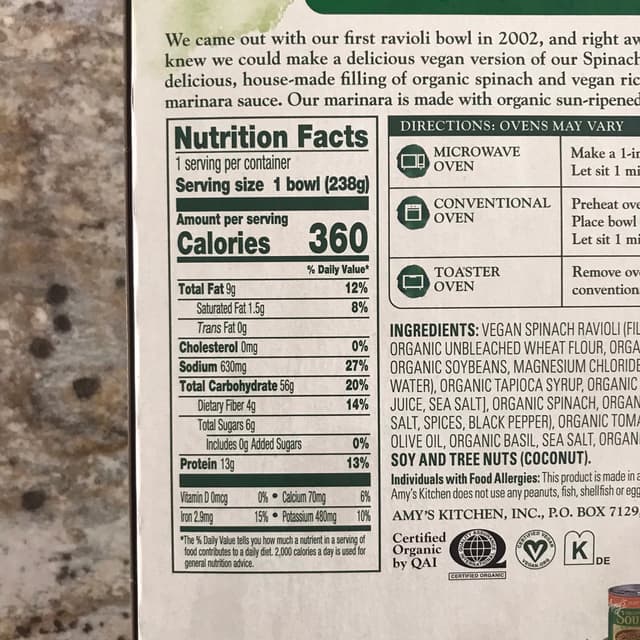 We came out with our first ravioli bowl in 2002, and right aw
knew we could make a delicious vegan version of our Spinach
delicious, house-made filling of organic spinach and vegan ric
marinara sauce. Our marinara is made with organic sun-ripened
Nutrition Facts
1 serving per container
Serving size 1 bowl (238g)
Amount per serving
Calories 360
% Daily Value*
Total Fat 9g 12%
Saturated Fat 1.5g 8%
Trans Fat 0g
Cholesterol 0mg 0%
Sodium 630mg 27%
Total Carbohydrate 56g 20%
Dietary Fiber 4g 14%
Total Sugars 6g
Includes 0g Added Sugars 0%
Protein 13g 13%
Vitamin D 0mcg 0% • Calcium 70mg 6%
Iron 2.9mg 15% • Potassium 480mg 10%
*The % Daily Value tells you how much a nutrient in a serving of
food contributes to a daily diet. 2,000 calories a day is used for
general nutrition advice.
DIRECTIONS: OVENS MAY VARY
MICROWAVE
OVEN
Make a 1-in
Let sit 1 mi
CONVENTIONAL
OVEN
Preheat ove
Place bowl
Let sit 1 mi
TOASTER
OVEN
Remove ov
convention
INGREDIENTS: VEGAN SPINACH RAVIOLI (FIL
ORGANIC UNBLEACHED WHEAT FLOUR, ORGA
ORGANIC SOYBEANS, MAGNESIUM CHLORIDE
WATER), ORGANIC TAPIOCA SYRUP, ORGANIC
JUICE, SEA SALT], ORGANIC SPINACH, ORGAN
SALT, SPICES, BLACK PEPPER), ORGANIC TOMA
OLIVE OIL, ORGANIC BASIL, SEA SALT, ORGAN
SOY AND TREE NUTS (COCONUT).
Individuals with Food Allergies: This product is made in a
Amy's Kitchen does not use any peanuts, fish, shellfish or egg
AMY'S KITCHEN, INC., P.O. BOX 7129
Certified
Organic
by QAI
CERTIFIED ORGANIC
CERTIFIED VEGAN
VEGAN.ORG
K
DE